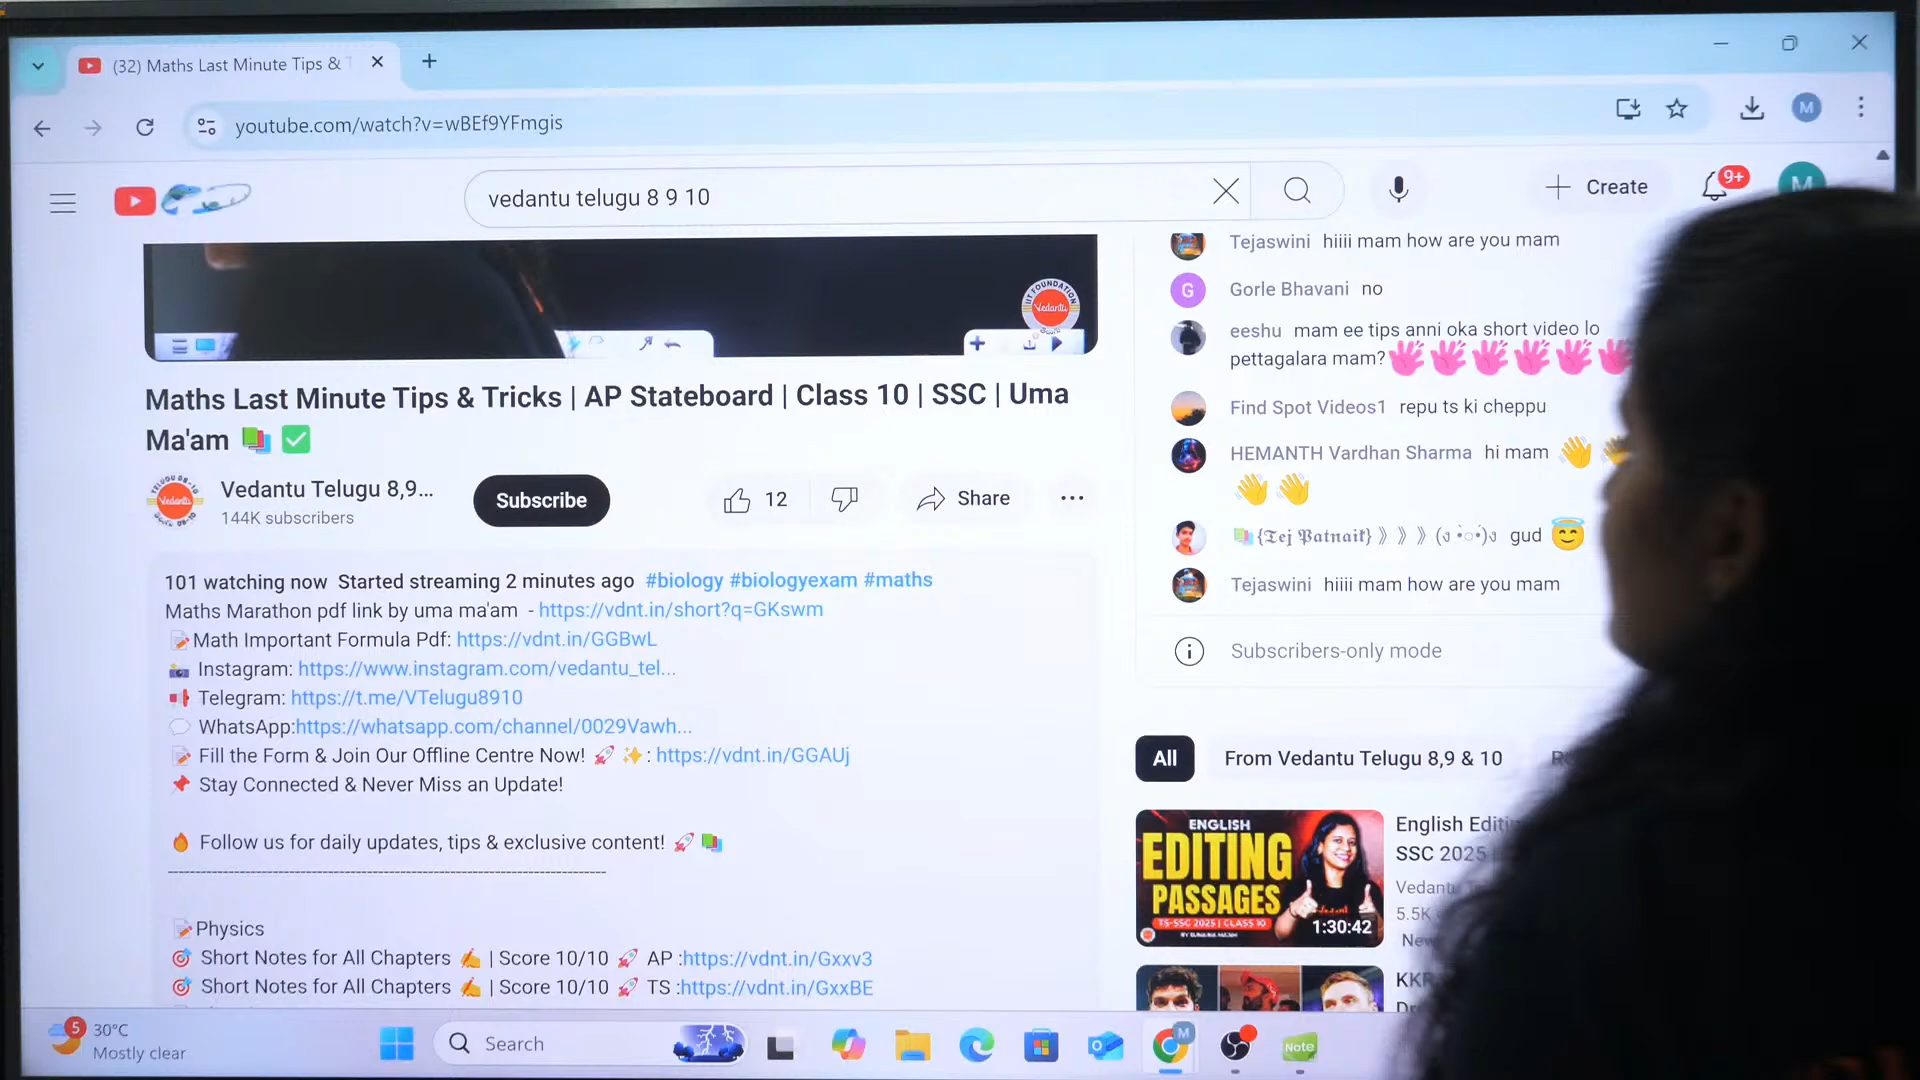 (32) Maths Last Minute Tips &
youtube.com/watch?v=wBEf9YFmgis
M
vedantu telugu 8 9 10
Create
9+
M
IIT FOUNDATION
Vedantu
Maths Last Minute Tips & Tricks | AP Stateboard | Class 10 | SSC | Uma
Ma'am 📚 ✅
Vedantu Telugu 8,9...
144K subscribers
Subscribe
12
Share
101 watching now Started streaming 2 minutes ago #biology #biologyexam #maths
Maths Marathon pdf link by uma ma'am - https://vdnt.in/short?q=GKswm
📝Math Important Formula Pdf: https://vdnt.in/GGBwL
📸 Instagram: https://www.instagram.com/vedantu_tel...
📢 Telegram: https://t.me/VTelugu8910
💬 WhatsApp:https://whatsapp.com/channel/0029Vawh...
📝 Fill the Form & Join Our Offline Centre Now! 🚀 ✨: https://vdnt.in/GGAUj
📌 Stay Connected & Never Miss an Update!
🔥 Follow us for daily updates, tips & exclusive content! 🚀 📚
📝Physics
🎯 Short Notes for All Chapters ✍ | Score 10/10 🚀 AP :https://vdnt.in/Gxxv3
🎯 Short Notes for All Chapters ✍ | Score 10/10 🚀 TS :https://vdnt.in/GxxBE
Tejaswini hiiii mam how are you mam
G Gorle Bhavani no
eeshu mam ee tips anni oka short video lo
pettagalara mam?
Find Spot Videos1 repu ts ki cheppu
HEMANTH Vardhan Sharma hi mam 👋
👋 👋
📚{𝕿𝖊𝖏 𝕻𝖆𝖙𝖓𝖆𝖎𝖐} 》》》 gud 😇
Tejaswini hiiii mam how are you mam
Subscribers-only mode
All
From Vedantu Telugu 8,9 & 10
ENGLISH
EDITING
PASSAGES
TS-SSC 2025 | CLASS 10
1:30:42
English
SSC 2025
5.5K
New
KKR
5
30°C
Mostly clear
Search
M
Note